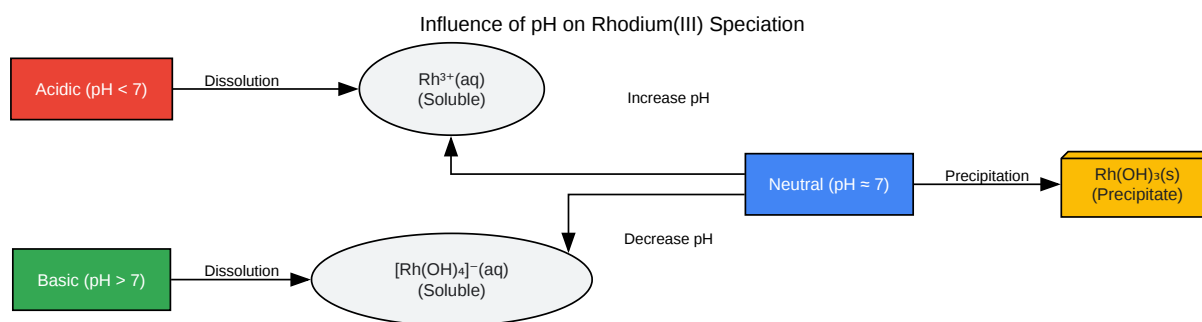 Influence of pH on Rhodium(III) Speciation
Acidic (pH < 7)
Dissolution
Rh³⁺(aq)
(Soluble)
Increase pH
Neutral (pH ≈ 7)
Precipitation
Rh(OH)₃(s)
(Precipitate)
Decrease pH
Basic (pH > 7)
Dissolution
[Rh(OH)₄]⁻(aq)
(Soluble)